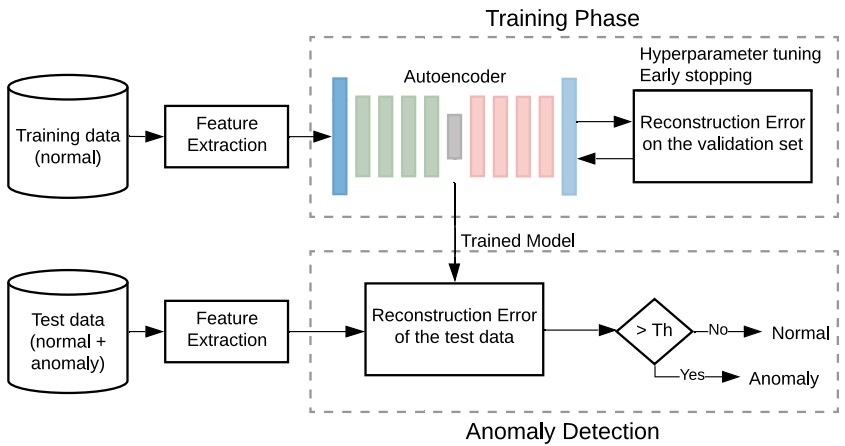 Training Phase
Hyperparameter tuning
Early stopping
Autoencoder
Training data
(normal)
Feature
Extraction
Reconstruction Error
on the validation set
Trained Model
Test data
(normal +
anomaly)
Feature
Extraction
Reconstruction Error
of the test data
> Th
No
Normal
Yes
Anomaly
Anomaly Detection